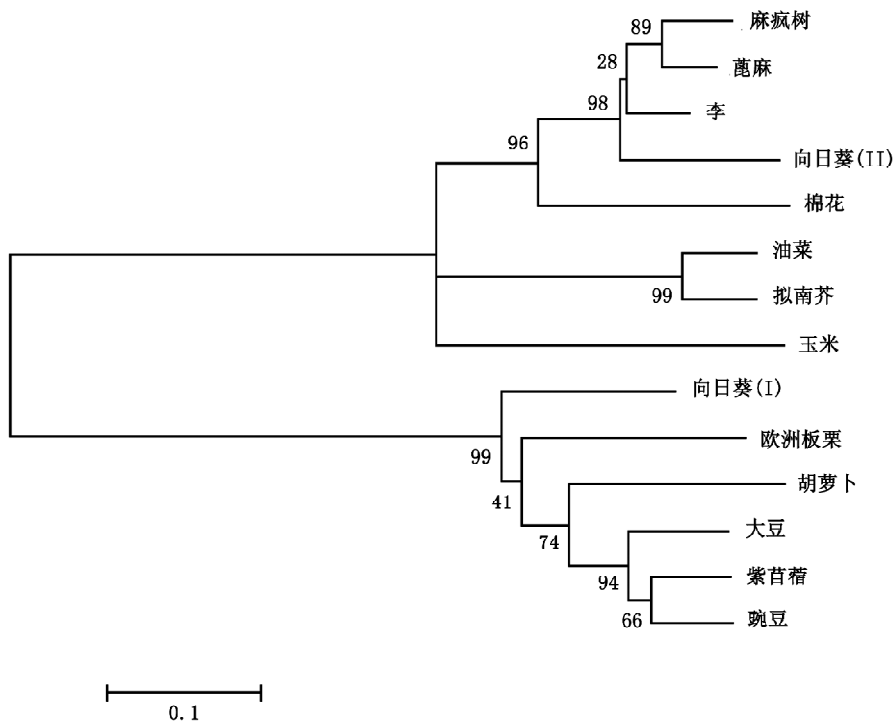 麻疯树
89
蓖麻
28
李
98
96
向日葵(TT)
棉花
油菜
拟南芥
99
玉米
向日葵(I)
欧洲板栗
99
胡萝卜
41
大豆
74
紫苜蓿
94
豌豆
66
0.1